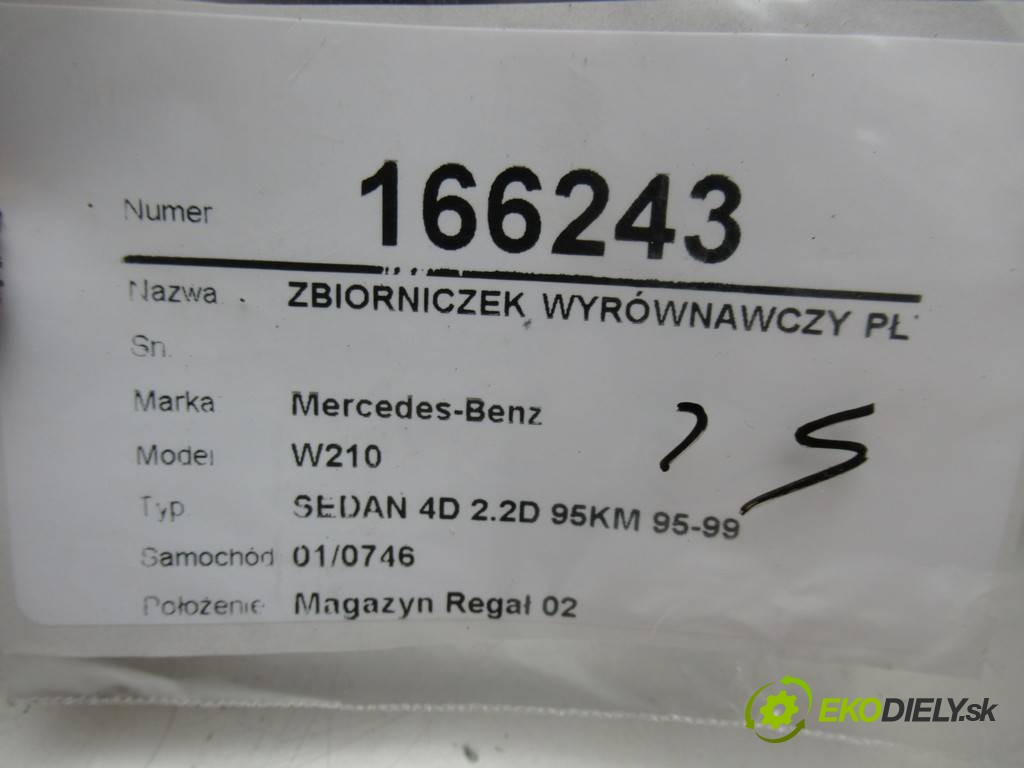 Numer 166243
Nazwa ZBIORNICZEK WYRÓWNAWCZY PŁ
Sn.
Marka Mercedes-Benz
Model W210
Typ SEDAN 4D 2.2D 95KM 95-99
Samochód 01/0746
Położenie Magazyn Regał 02
EKODIELY.sk